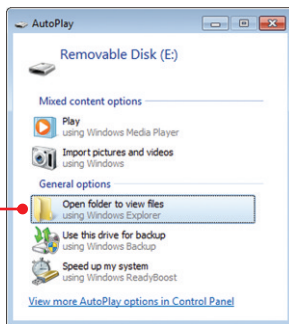 AutoPlay
Removable Disk (E:)
Mixed content options
Play
using Windows Media Player
Import pictures and videos
using Windows
General options
Open folder to view files
using Windows Explorer
Use this drive for backup
using Windows Backup
Speed up my system
using Windows ReadyBoost
View more AutoPlay options in Control Panel